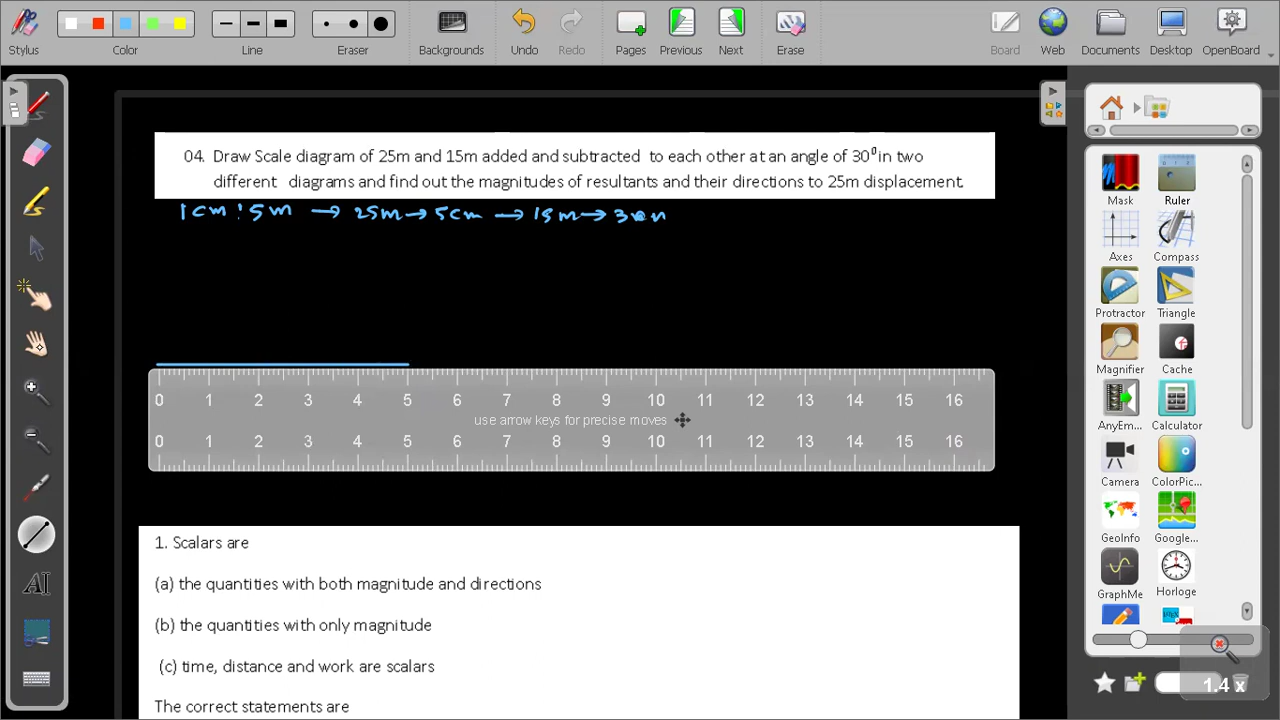 Stylus
Color
Line
Eraser
Backgrounds
Undo
Redo
Pages
Previous
Next
Erase
Board
Web
Documents
Desktop
OpenBoard
04. Draw Scale diagram of 25m and 15m added and subtracted to each other at an angle of 30⁰ in two
different diagrams and find out the magnitudes of resultants and their directions to 25m displacement.
1cm : 5m → 25m → 5cm → 15m → 3cm
0 1 2 3 4 5 6 7 8 9 10 11 12 13 14 15 16
use arrow keys for precise moves
0 1 2 3 4 5 6 7 8 9 10 11 12 13 14 15 16
1. Scalars are
(a) the quantities with both magnitude and directions
(b) the quantities with only magnitude
(c) time, distance and work are scalars
The correct statements are
Mask
Ruler
Axes
Compass
Protractor
Triangle
Magnifier
Cache
AnyEm...
Calculator
Camera
ColorPic...
GeoInfo
Google...
GraphMe
Horloge
1.4 x